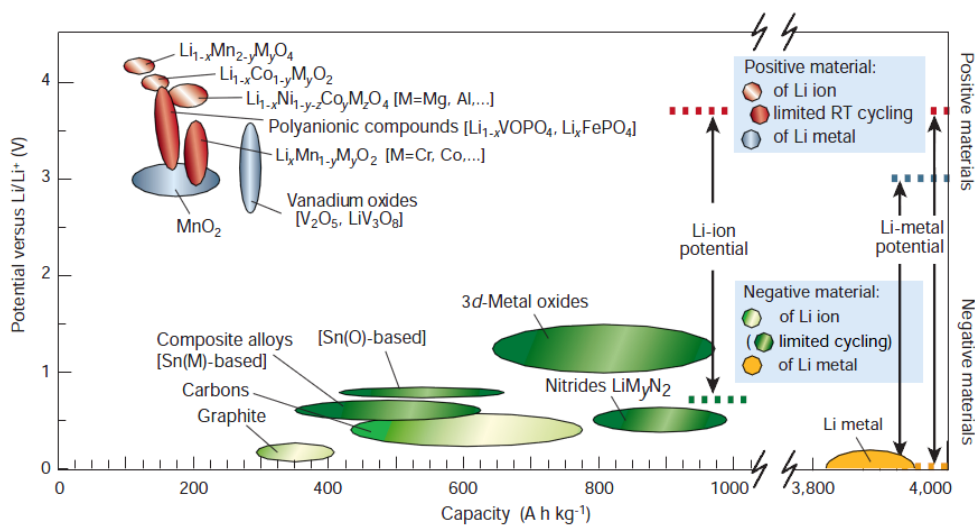 Potential versus Li/Li⁺ (V)
4
3
2
1
0
Li₁₋ₓMn₂₋yMyO₄
Li₁₋ₓCo₁₋yMyO₂
Li₁₋ₓNi₁₋y₋zCoyMzO₄ [M=Mg, Al,...]
Polyanionic compounds [Li₁₋ₓVOPO₄, LiₓFePO₄]
LiₓMn₁₋yMyO₂ [M=Cr, Co,...]
MnO₂
Vanadium oxides
[V₂O₅, LiV₃O₈]
Positive material:
of Li ion
limited RT cycling
of Li metal
Li-ion
potential
Li-metal
potential
Negative material:
of Li ion
( limited cycling)
of Li metal
3d-Metal oxides
[Sn(O)-based]
Composite alloys
[Sn(M)-based]
Carbons
Graphite
Nitrides LiMyN₂
Li metal
Positive materials
Negative materials
0 200 400 600 800 1000 3,800 4,000
Capacity (A h kg⁻¹)